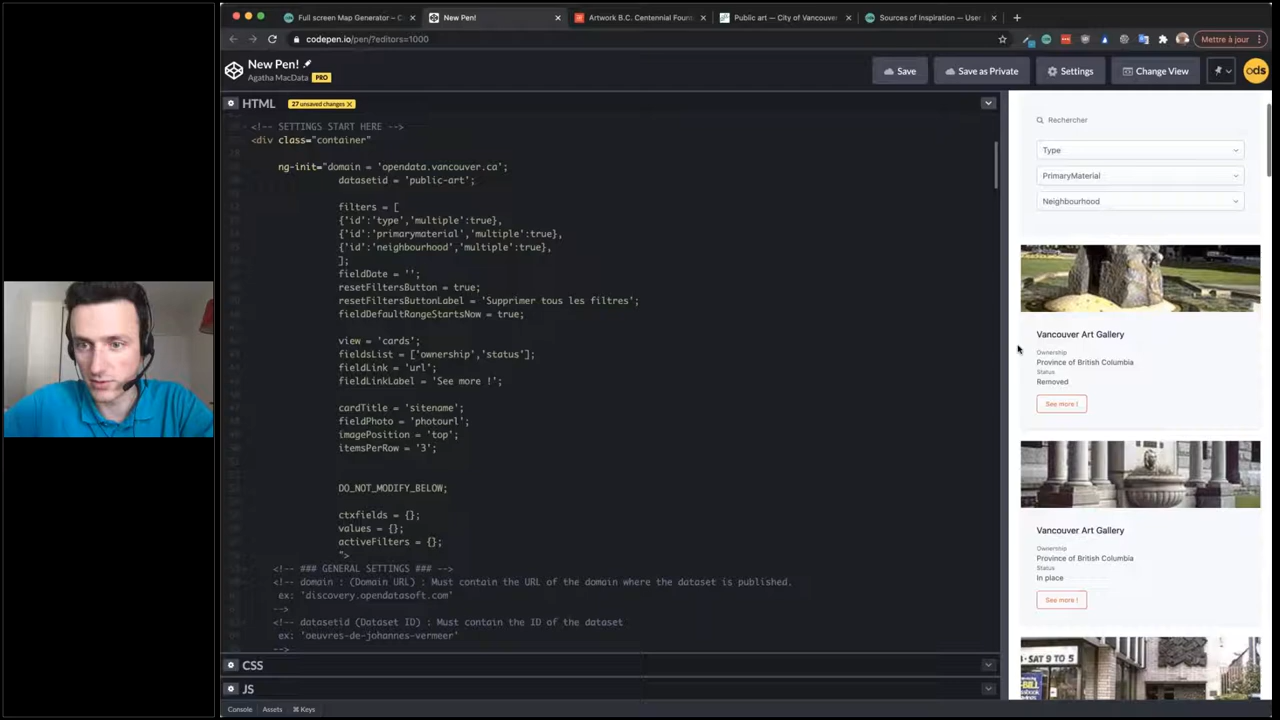 Full screen Map Generator – C
New Pen!
Artwork B.C. Centennial Foun
Public art — City of Vancouver
Sources of Inspiration — User
codepen.io/pen/?editors=1000
Mettre à jour
New Pen!
Agatha MacData
PRO
Save
Save as Private
Settings
Change View
ods
HTML
27 unsaved changes X
<!-- SETTINGS START HERE -->
<div class="container"
ng-init="domain = 'opendata.vancouver.ca';
datasetid = 'public-art';
filters = [
{'id':'type','multiple':true},
{'id':'primarymaterial','multiple':true},
{'id':'neighbourhood','multiple':true},
];
fieldDate = '';
resetFiltersButton = true;
resetFiltersButtonLabel = 'Supprimer tous les filtres';
fieldDefaultRangeStartsNow = true;
view = 'cards';
fieldsList = ['ownership','status'];
fieldLink = 'url';
fieldLinkLabel = 'See more !';
cardTitle = 'sitename';
fieldPhoto = 'photourl';
imagePosition = 'top';
itemsPerRow = '3';
DO_NOT_MODIFY_BELOW;
ctxfields = {};
values = {};
activeFilters = {};
">
<!-- ### GENERAL SETTINGS ### -->
<!-- domain : (Domain URL) : Must contain the URL of the domain where the dataset is published.
ex: 'discovery.opendatasoft.com'
-->
<!-- datasetid (Dataset ID) : Must contain the ID of the dataset
ex: 'oeuvres-de-johannes-vermeer'
-->
CSS
JS
Console
Assets
⌘ Keys
Rechercher
Type
PrimaryMaterial
Neighbourhood
Vancouver Art Gallery
Ownership
Province of British Columbia
Status
Removed
See more !
Vancouver Art Gallery
Ownership
Province of British Columbia
Status
In place
See more !
SAT 9 TO 5